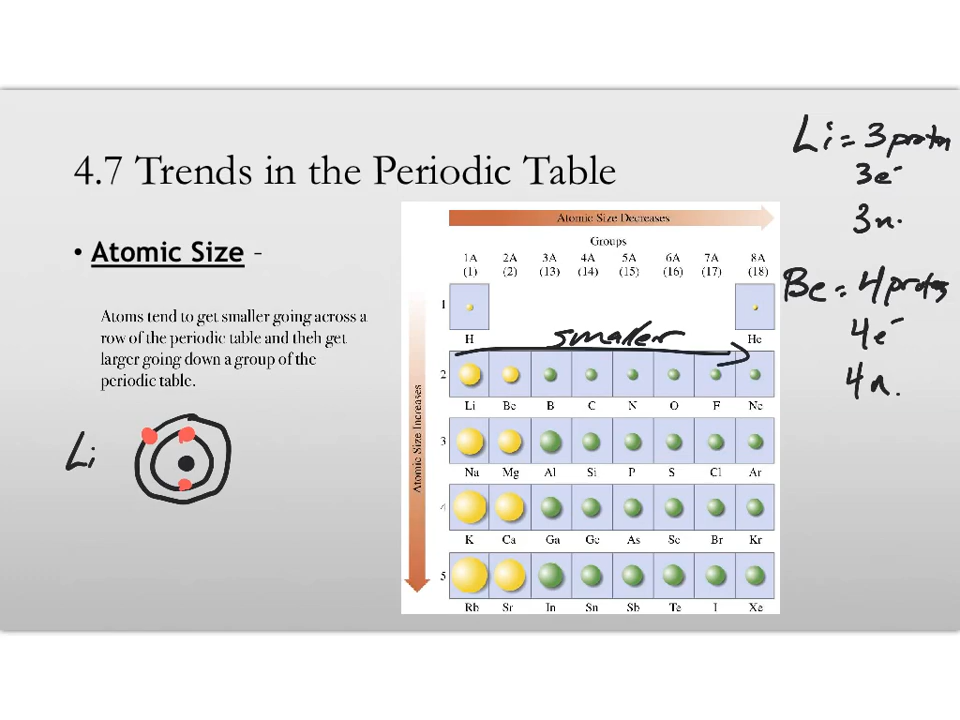 4.7 Trends in the Periodic Table
• Atomic Size –
Atoms tend to get smaller going across a
row of the periodic table and theh get
larger going down a group of the
periodic table.
Li
Atomic Size Decreases
Groups
1A 2A 3A 4A 5A 6A 7A 8A
(1) (2) (13) (14) (15) (16) (17) (18)
Atomic Size Increases
1
H He
smaller
2
Li Be B C N O F Ne
3
Na Mg Al Si P S Cl Ar
4
K Ca Ga Ge As Se Br Kr
5
Rb Sr In Sn Sb Te I Xe
Li = 3 proton
3e⁻
3n.
Be = 4 protons
4e⁻
4n.